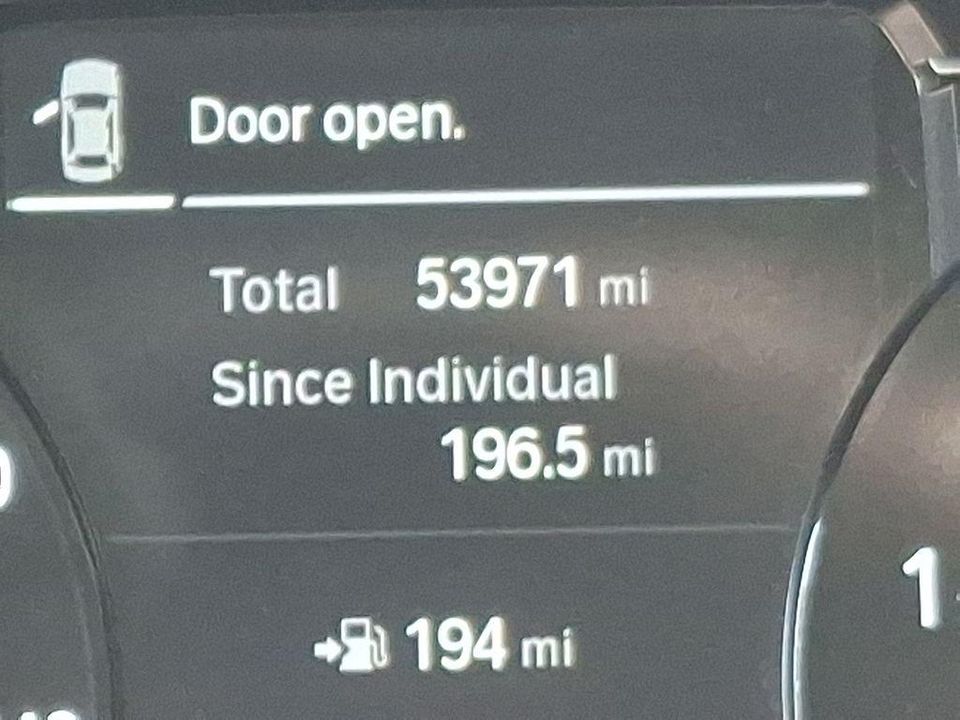 Door open.
Total 53971 mi
Since Individual
196.5 mi
194 mi